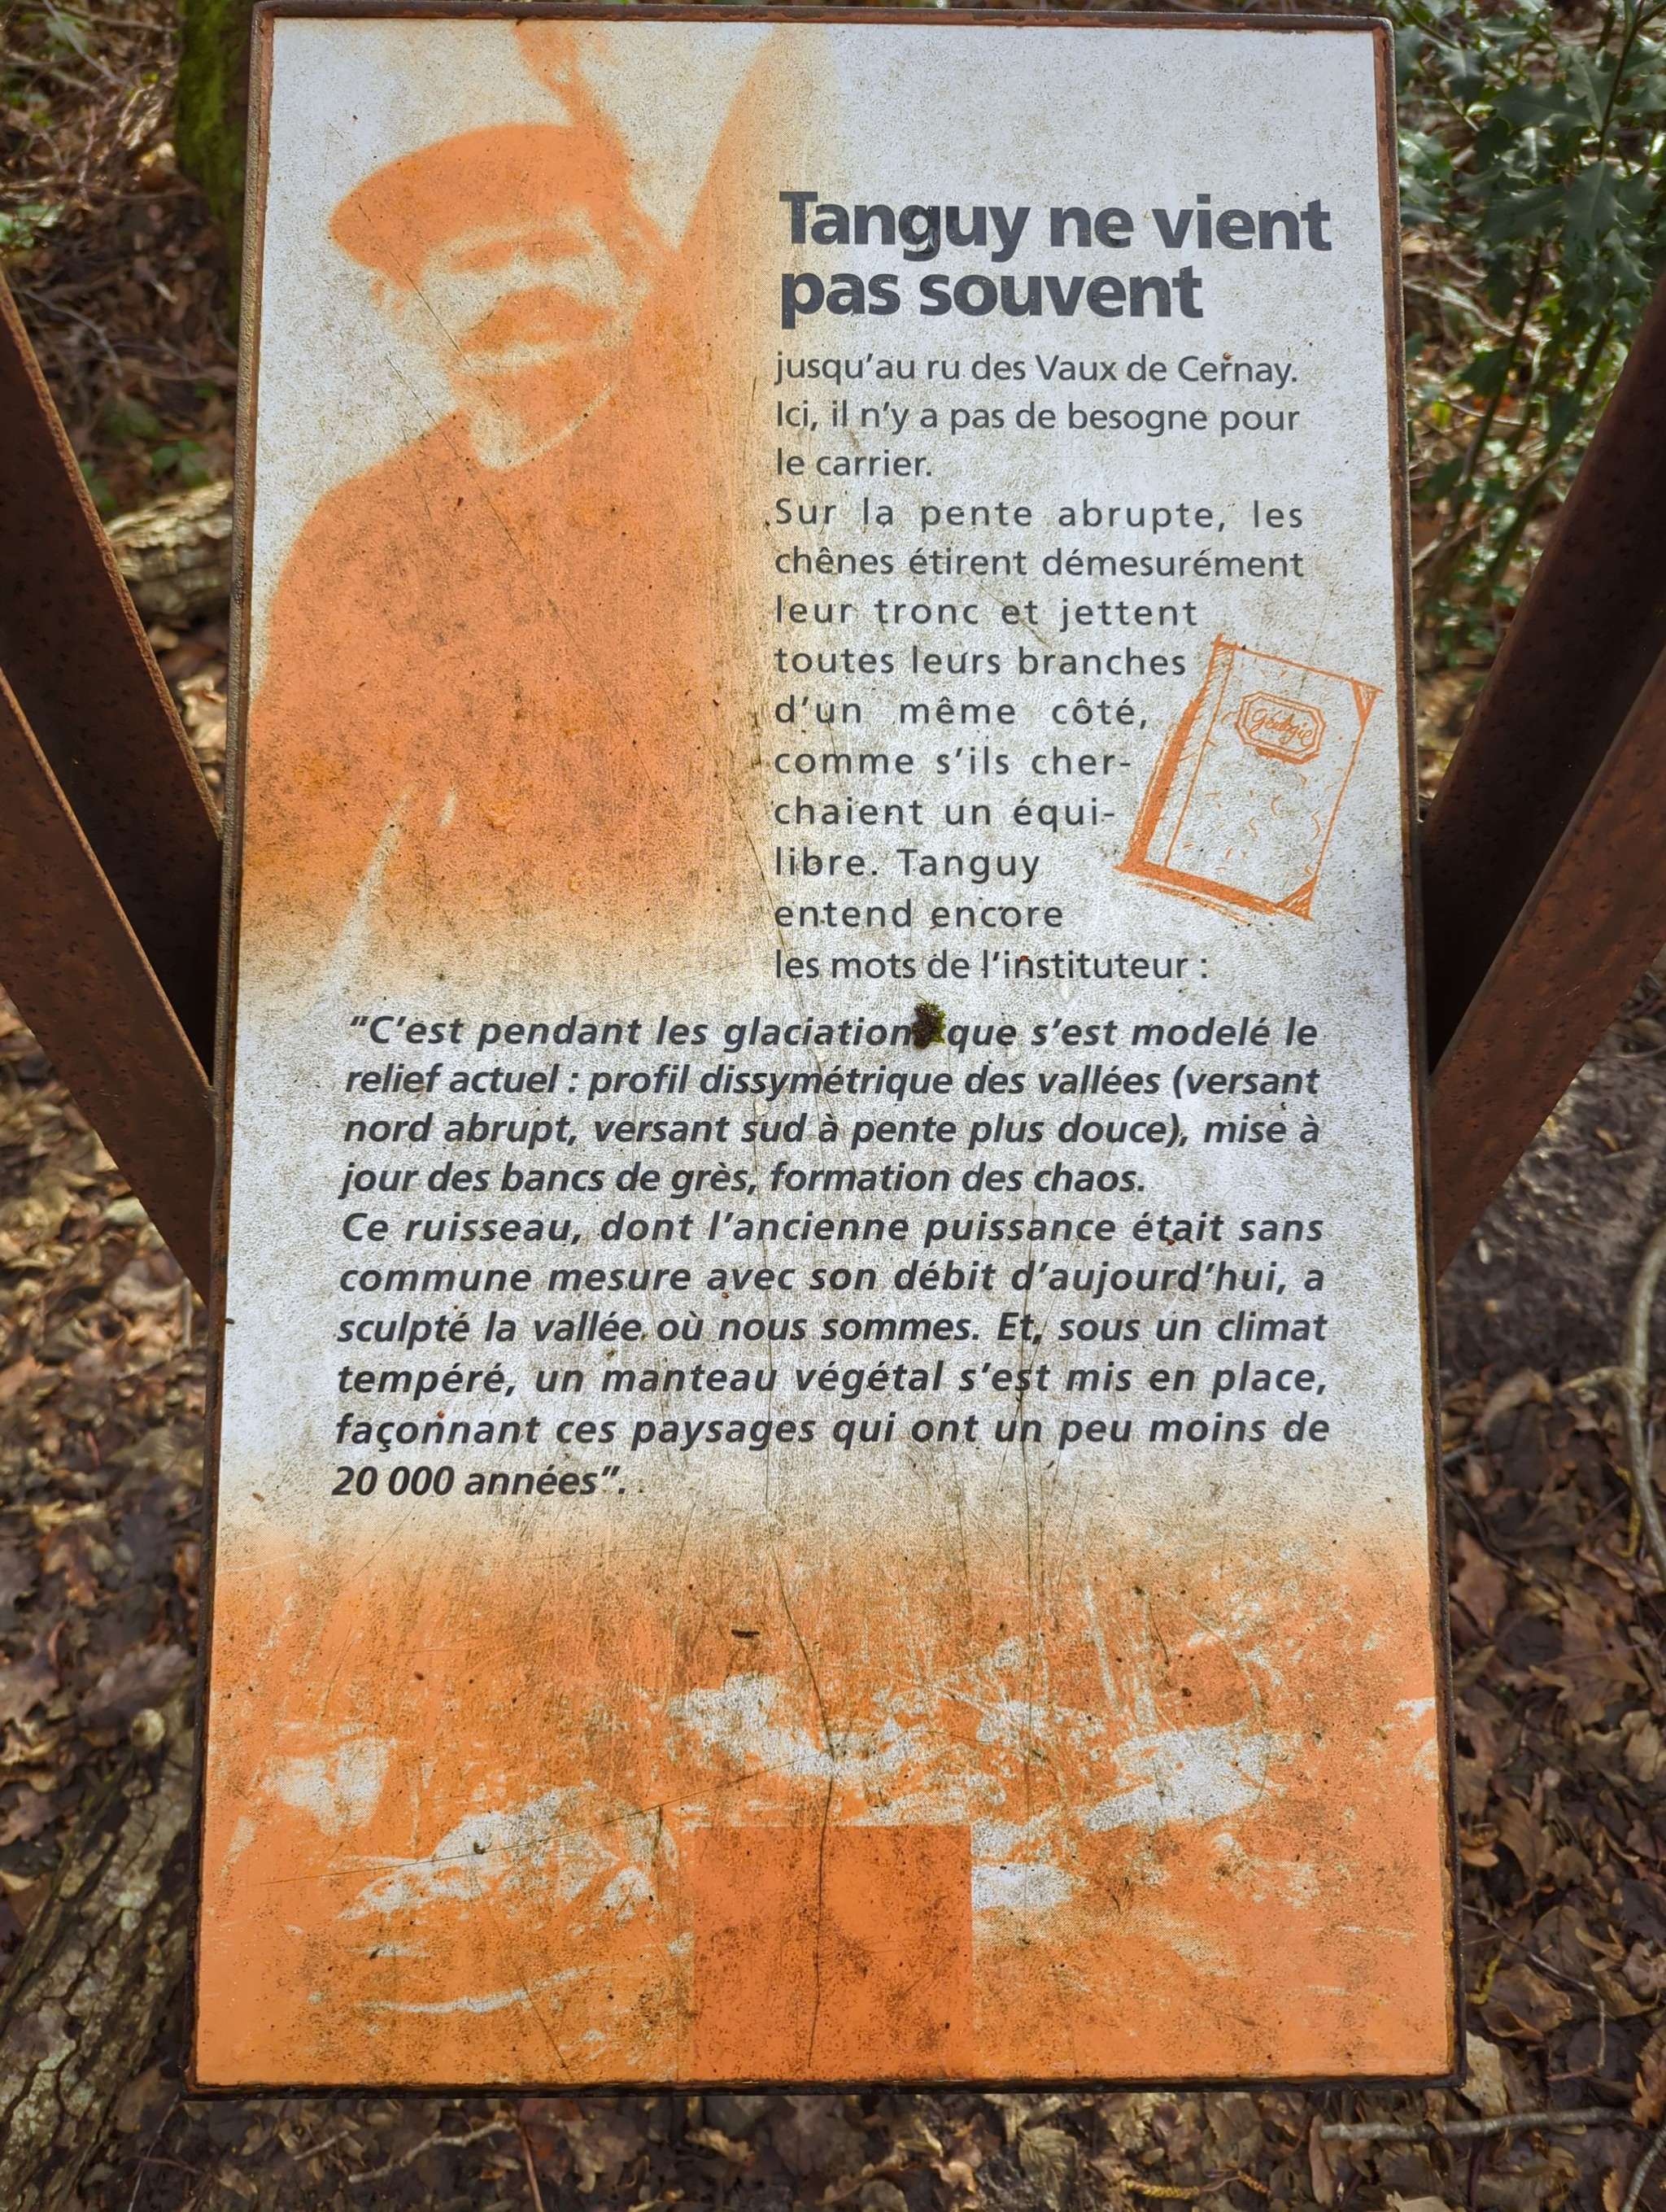 Tanguy ne vient
pas souvent
jusqu’au ru des Vaux de Cernay.
Ici, il n’y a pas de besogne pour
le carrier.
Sur la pente abrupte, les
chênes étirent démesurément
leur tronc et jettent
toutes leurs branches
d’un même côté,
comme s’ils cher-
chaient un équi-
libre. Tanguy
entend encore
les mots de l’instituteur :
Géologie
“C’est pendant les glaciations que s’est modelé le
relief actuel : profil dissymétrique des vallées (versant
nord abrupt, versant sud à pente plus douce), mise à
jour des bancs de grès, formation des chaos.
Ce ruisseau, dont l’ancienne puissance était sans
commune mesure avec son débit d’aujourd’hui, a
sculpté la vallée où nous sommes. Et, sous un climat
tempéré, un manteau végétal s’est mis en place,
façonnant ces paysages qui ont un peu moins de
20 000 années”.